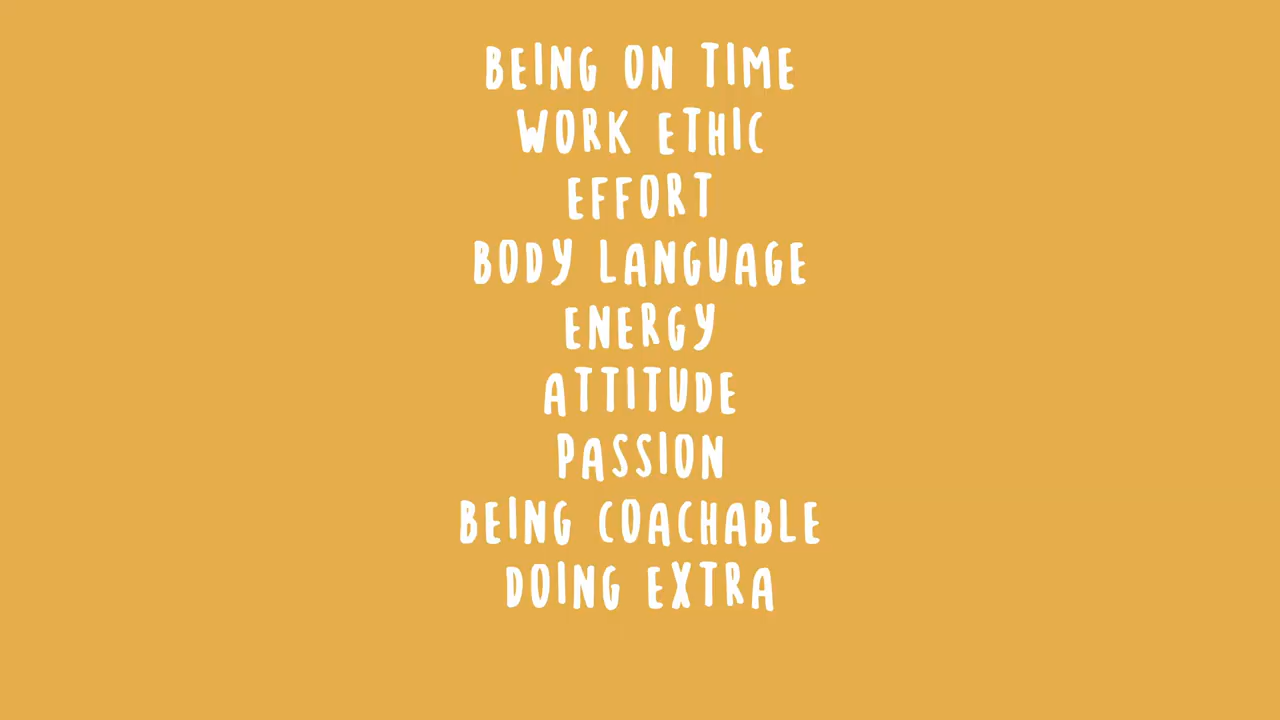 BEING ON TIME
WORK ETHIC
EFFORT
BODY LANGUAGE
ENERGY
ATTITUDE
PASSION
BEING COACHABLE
DOING EXTRA